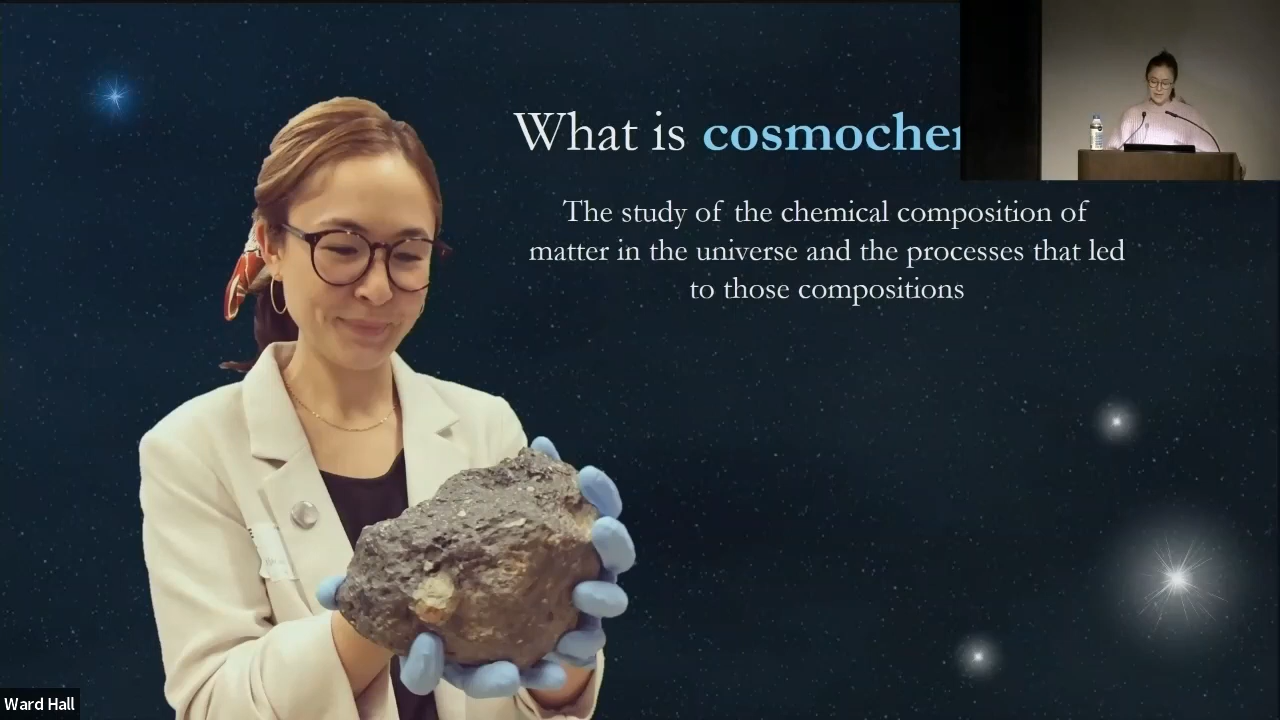 What is cosmocher
The study of the chemical composition of
matter in the universe and the processes that led
to those compositions
Ward Hall